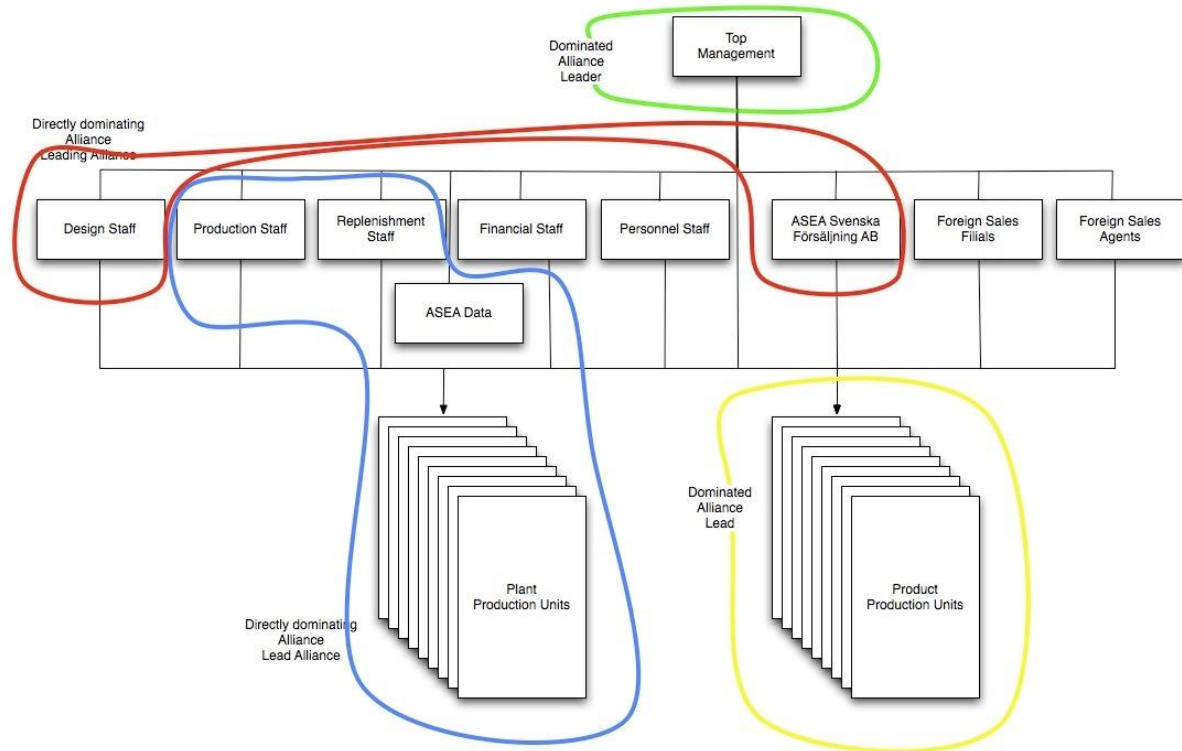 Top
Management
Dominated
Alliance
Leader
Directly dominating
Alliance
Leading Alliance
Design Staff
Production Staff
Replenishment
Staff
Financial Staff
Personnel Staff
ASEA Svenska
Försäljning AB
Foreign Sales
Filials
Foreign Sales
Agents
ASEA Data
Dominated
Alliance
Lead
Plant
Production Units
Product
Production Units
Directly dominating
Alliance
Lead Alliance